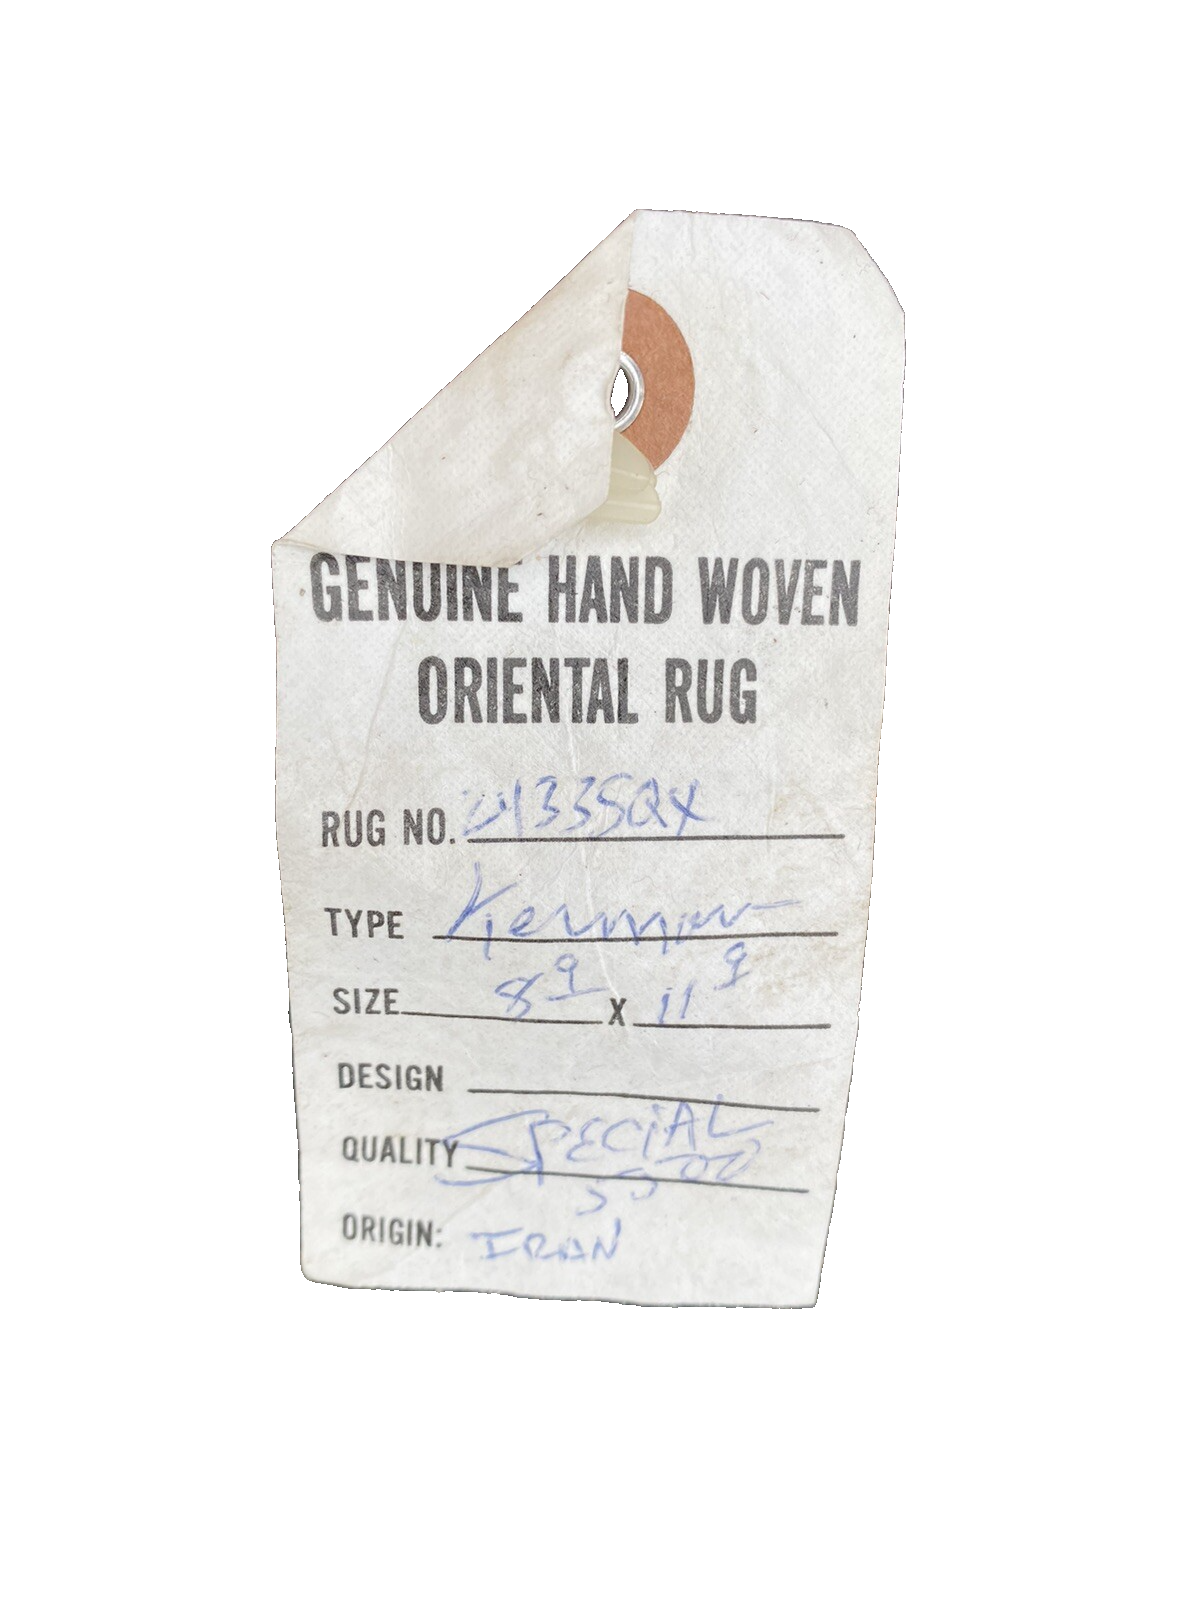 GENUINE HAND WOVEN
ORIENTAL RUG
RUG NO.
TYPE Kerman
SIZE 8 9 X 11 9
DESIGN
QUALITY SPECIAL
ORIGIN: IRAN